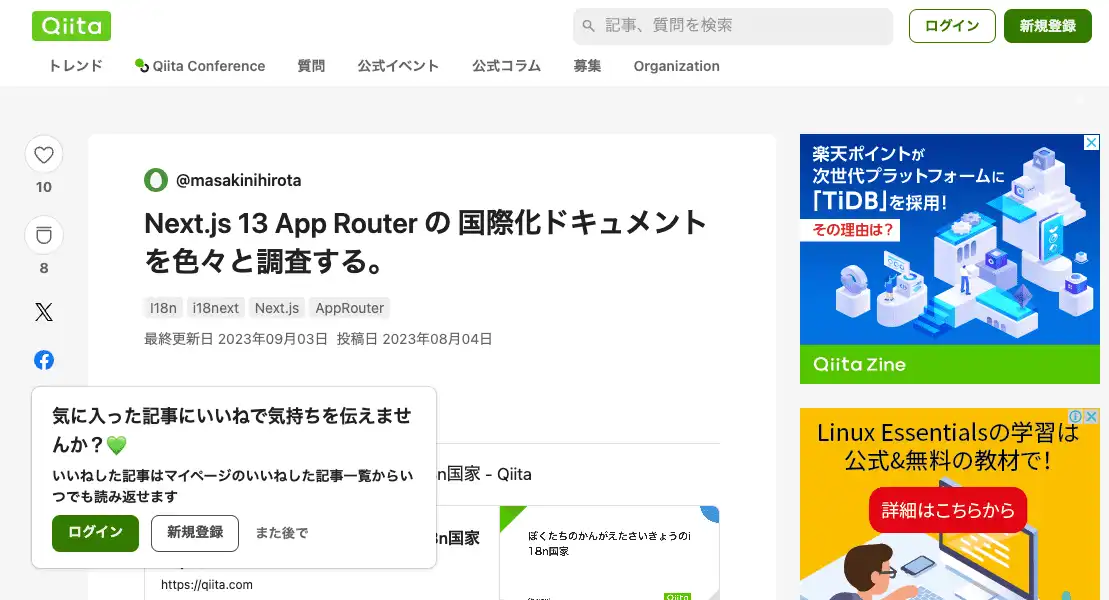 Qiita
記事、質問を検索
ログイン
新規登録
トレンド
Qiita Conference
質問
公式イベント
公式コラム
募集
Organization
10
8
@masakinihirota
Next.js 13 App Router の 国際化ドキュメント
を色々と調査する。
I18n
i18next
Next.js
AppRouter
最終更新日 2023年09月03日 投稿日 2023年08月04日
気に入った記事にいいねで気持ちを伝えませ
んか？💚
いいねした記事はマイページのいいねした記事一覧からい
つでも読み返せます
ログイン
新規登録
また後で
n国家 - Qiita
n国家
https://qiita.com
ぼくたちのかんがえたさいきょうのi
18n国家
Qiita
楽天ポイントが
次世代プラットフォームに
「TiDB」を採用!
その理由は？
Qiita Zine
Linux Essentialsの学習は
公式&無料の教材で!
詳細はこちらから